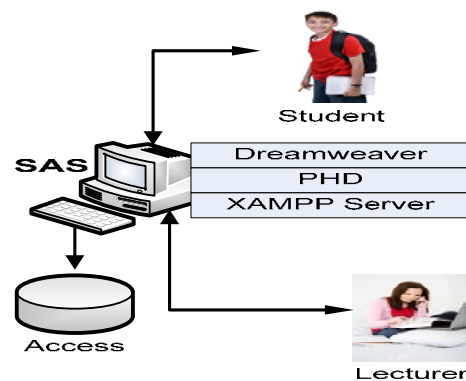 Student
SAS
Dreamweaver
PHD
XAMPP Server
Access
Lecturer